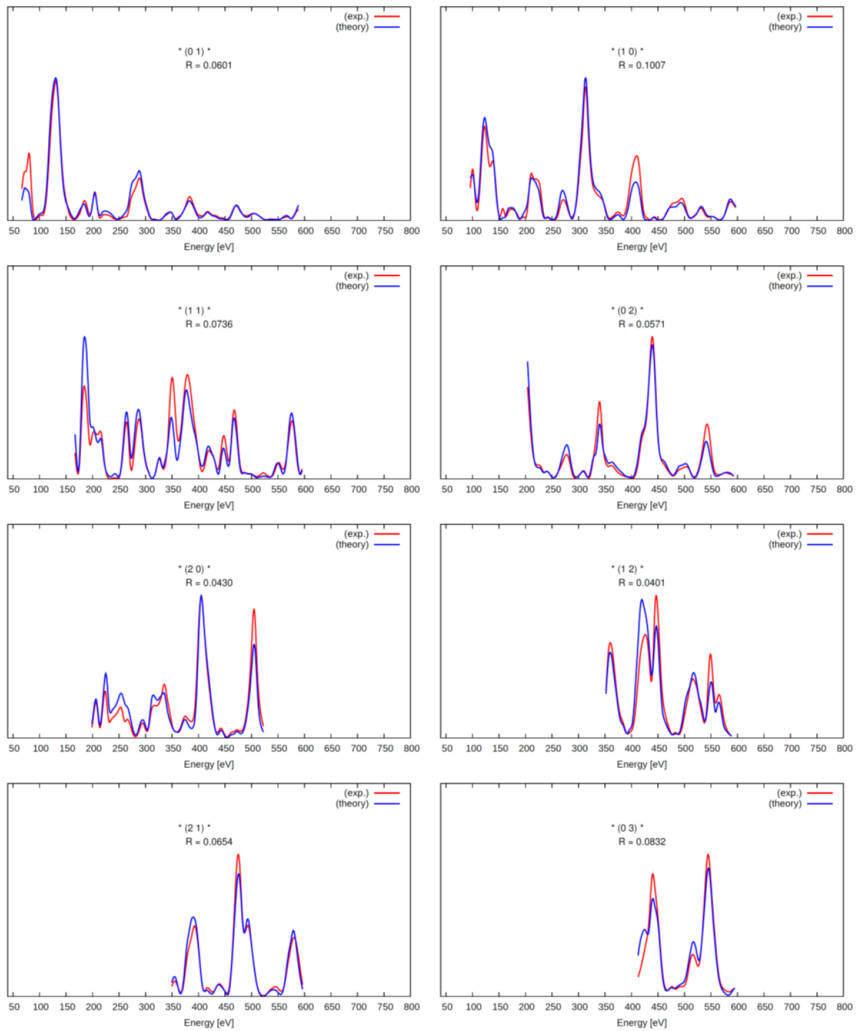 (exp.)
(theory)
" (0 1) "
R = 0.0601
50 100 150 200 250 300 350 400 450 500 550 600 650 700 750 800
Energy [eV]
(exp.)
(theory)
" (1 0) "
R = 0.1007
50 100 150 200 250 300 350 400 450 500 550 600 650 700 750 800
Energy [eV]
(exp.)
(theory)
" (1 1) "
R = 0.0736
50 100 150 200 250 300 350 400 450 500 550 600 650 700 750 800
Energy [eV]
(exp.)
(theory)
" (0 2) "
R = 0.0571
50 100 150 200 250 300 350 400 450 500 550 600 650 700 750 800
Energy [eV]
(exp.)
(theory)
" (2 0) "
R = 0.0430
50 100 150 200 250 300 350 400 450 500 550 600 650 700 750 800
Energy [eV]
(exp.)
(theory)
" (1 2) "
R = 0.0401
50 100 150 200 250 300 350 400 450 500 550 600 650 700 750 800
Energy [eV]
(exp.)
(theory)
" (2 1) "
R = 0.0654
50 100 150 200 250 300 350 400 450 500 550 600 650 700 750 800
Energy [eV]
(exp.)
(theory)
" (0 3) "
R = 0.0832
50 100 150 200 250 300 350 400 450 500 550 600 650 700 750 800
Energy [eV]